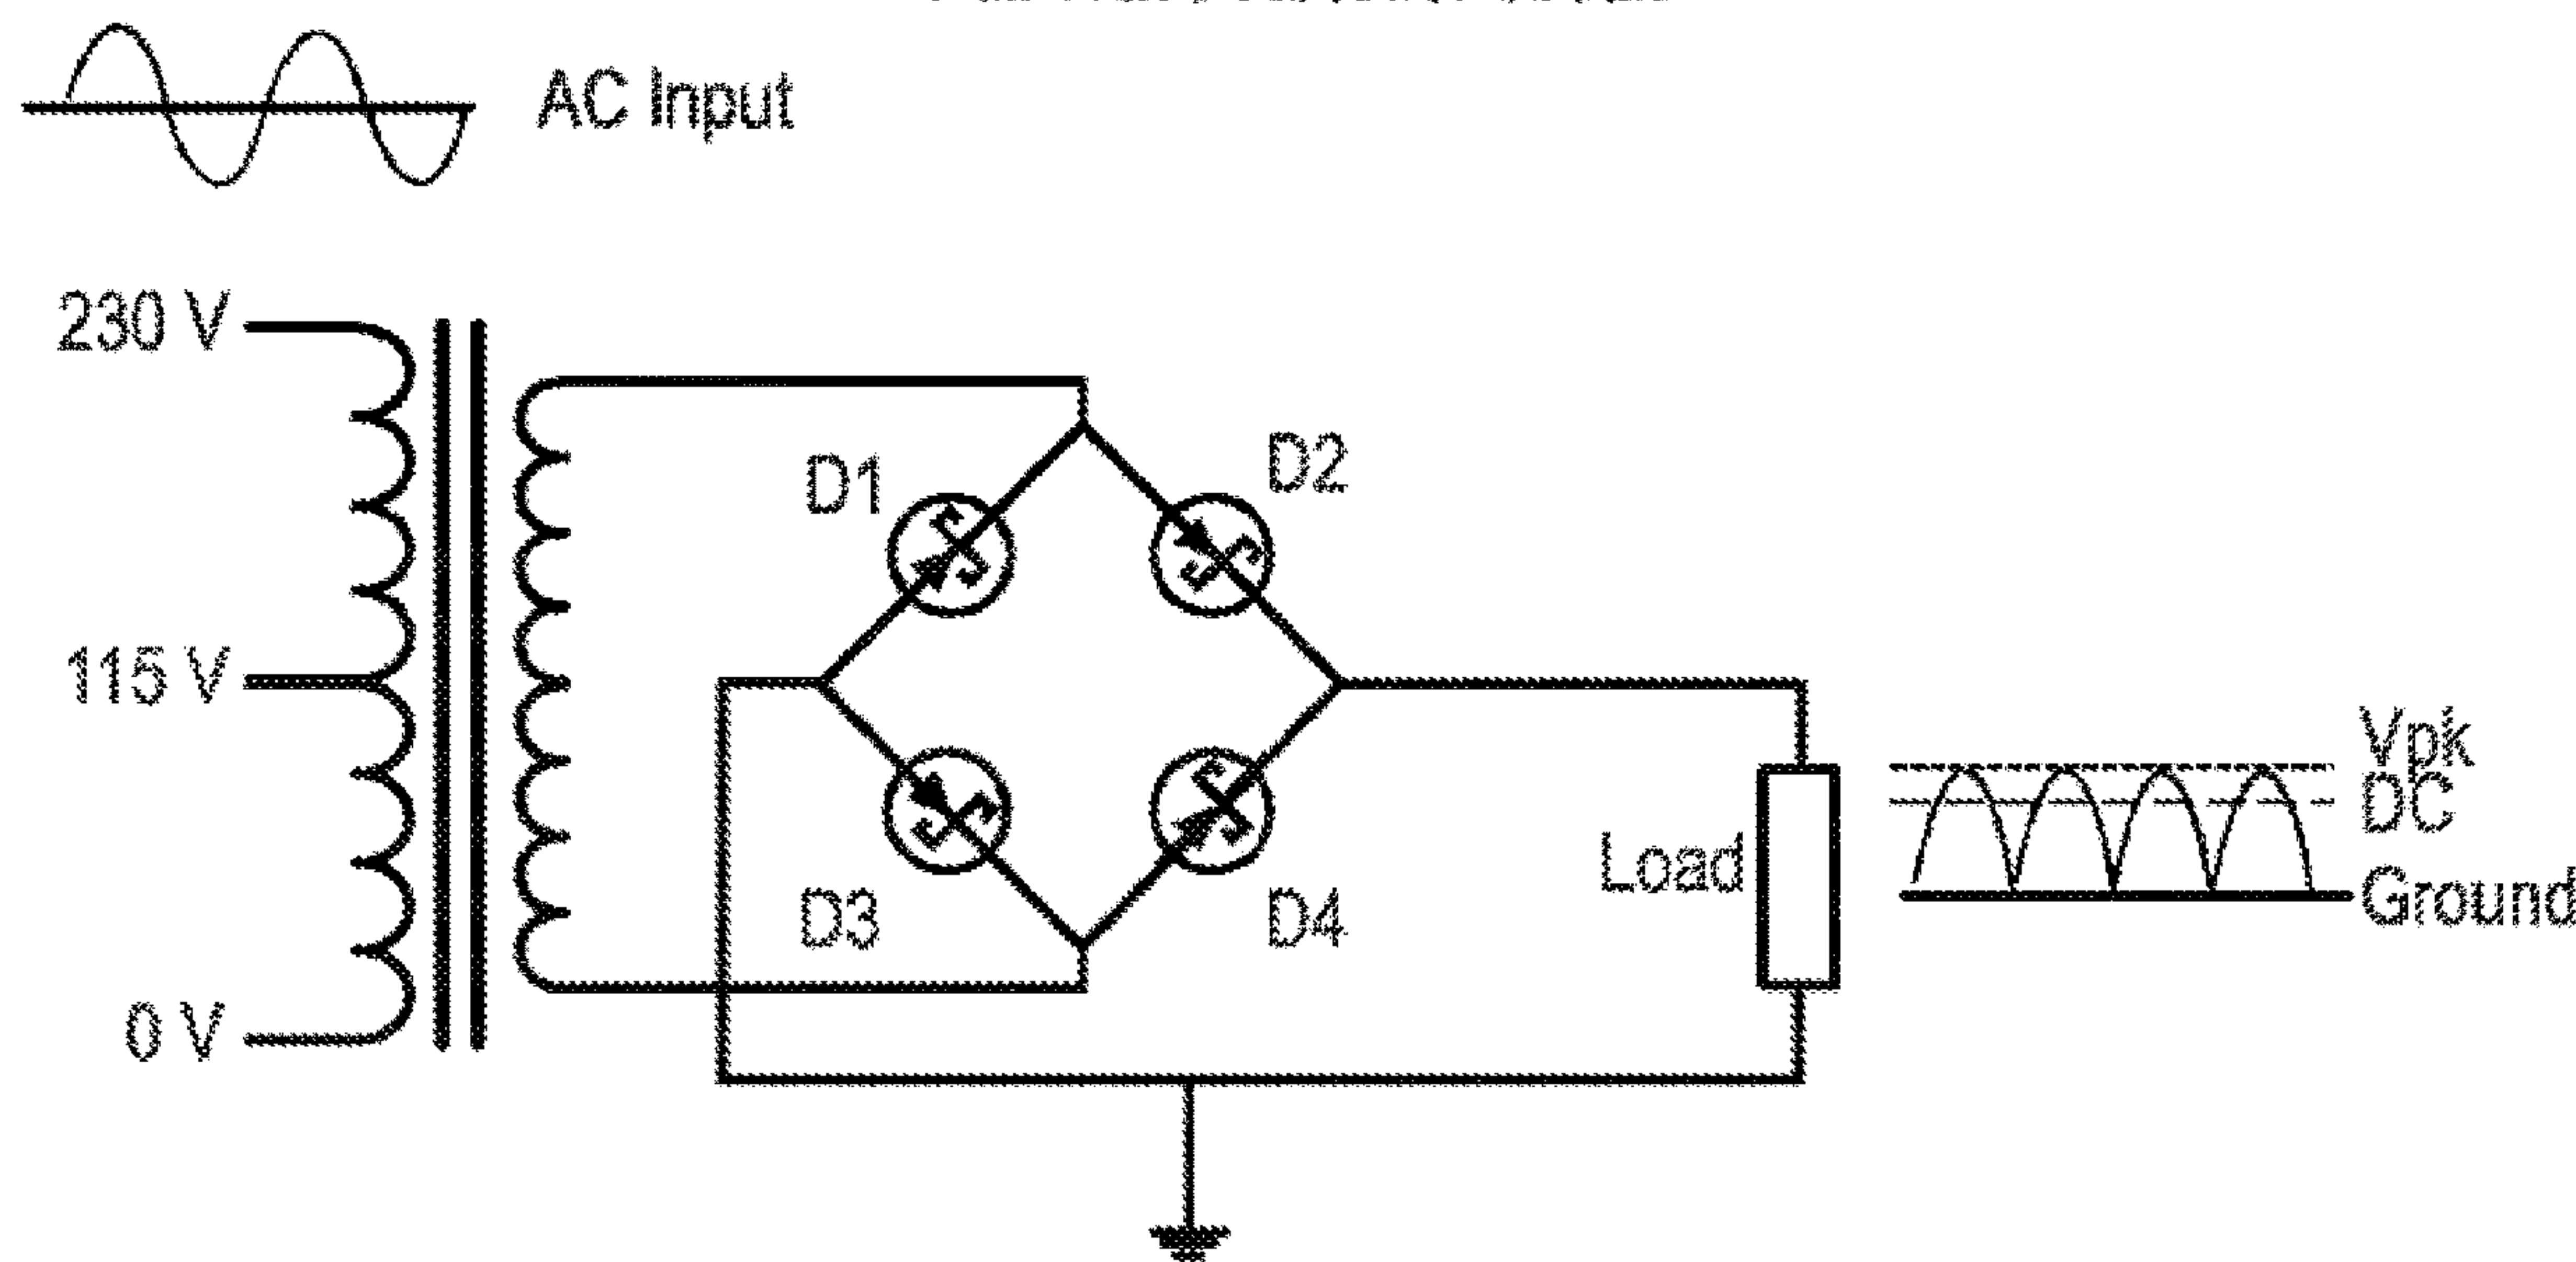 AC Input
230 V
115 V
0 V
D1
D2
D3
D4
Load
Vpk
DC
Ground